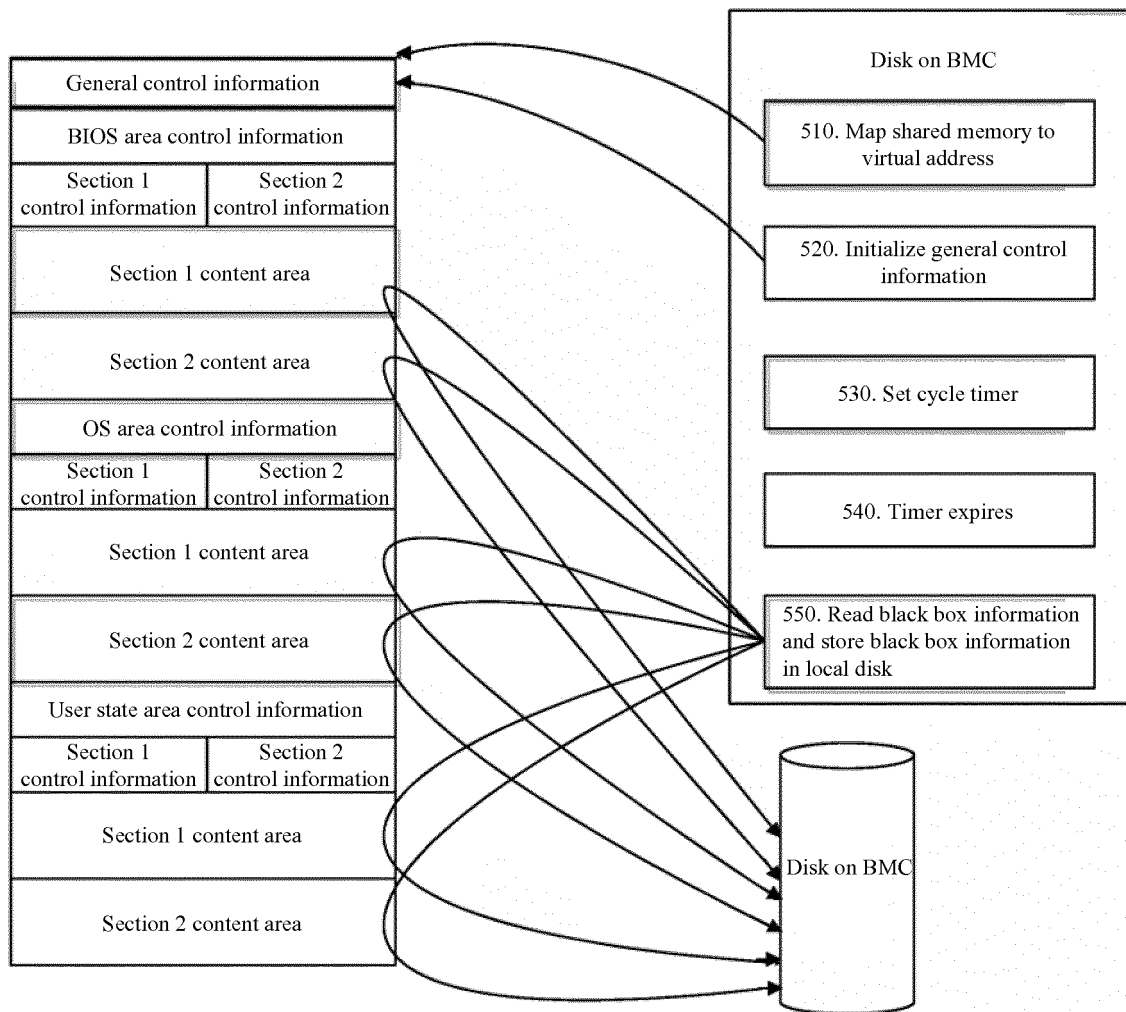 General control information
BIOS area control information
Section 1
control information
Section 2
control information
Section 1 content area
Section 2 content area
OS area control information
Section 1
control information
Section 2
control information
Section 1 content area
Section 2 content area
User state area control information
Section 1
control information
Section 2
control information
Section 1 content area
Section 2 content area
Disk on BMC
510. Map shared memory to
virtual address
520. Initialize general control
information
530. Set cycle timer
540. Timer expires
550. Read black box information
and store black box information
in local disk
Disk on BMC